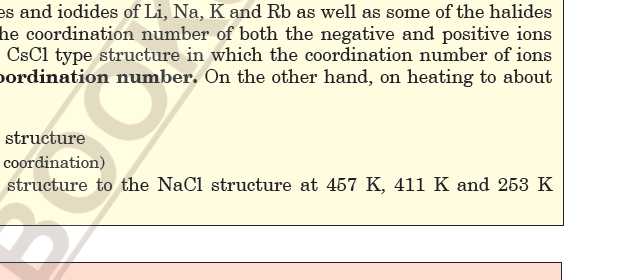 es and iodides of Li, Na, K and Rb as well as some of the halides
he coordination number of both the negative and positive ions
CsCl type structure in which the coordination number of ions
oordination number. On the other hand, on heating to about
structure
coordination)
structure to the NaCl structure at 457 K, 411 K and 253 K
BOOK